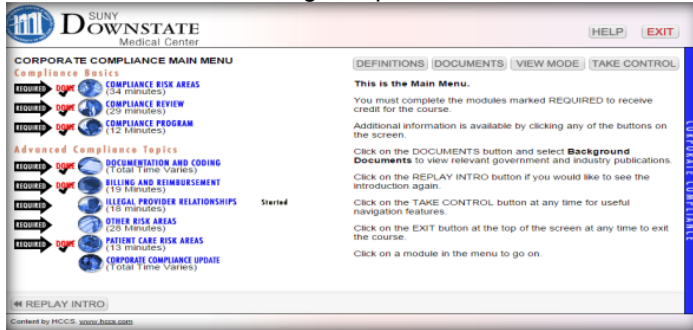 SUNY
DOWNSTATE
Medical Center
HELP EXIT
CORPORATE COMPLIANCE MAIN MENU
Compliance Basics
REQUIRED DONE COMPLIANCE RISK AREAS
(34 minutes)
REQUIRED DONE COMPLIANCE REVIEW
(29 minutes)
REQUIRED DONE COMPLIANCE PROGRAM
(12 Minutes)
Advanced Compliance Topics
REQUIRED DONE DOCUMENTATION AND CODING
(Total Time Varies)
REQUIRED DONE BILLING AND REIMBURSEMENT
(19 Minutes)
REQUIRED ILLEGAL PROVIDER RELATIONSHIPS Started
(18 minutes)
REQUIRED OTHER RISK AREAS
(28 Minutes)
REQUIRED DONE PATIENT CARE RISK AREAS
(13 minutes)
CORPORATE COMPLIANCE UPDATE
(Total Time Varies)
DEFINITIONS DOCUMENTS VIEW MODE TAKE CONTROL
This is the Main Menu.
You must complete the modules marked REQUIRED to receive
credit for the course.
Additional information is available by clicking any of the buttons on
the screen.
Click on the DOCUMENTS button and select Background
Documents to view relevant government and industry publications.
Click on the REPLAY INTRO button if you would like to see the
introduction again.
Click on the TAKE CONTROL button at any time for useful
navigation features.
Click on the EXIT button at the top of the screen at any time to exit
the course.
Click on a module in the menu to go on.
CORPORATE COMPLIANCE
REPLAY INTRO
Content by HCCS. www.hccs.com